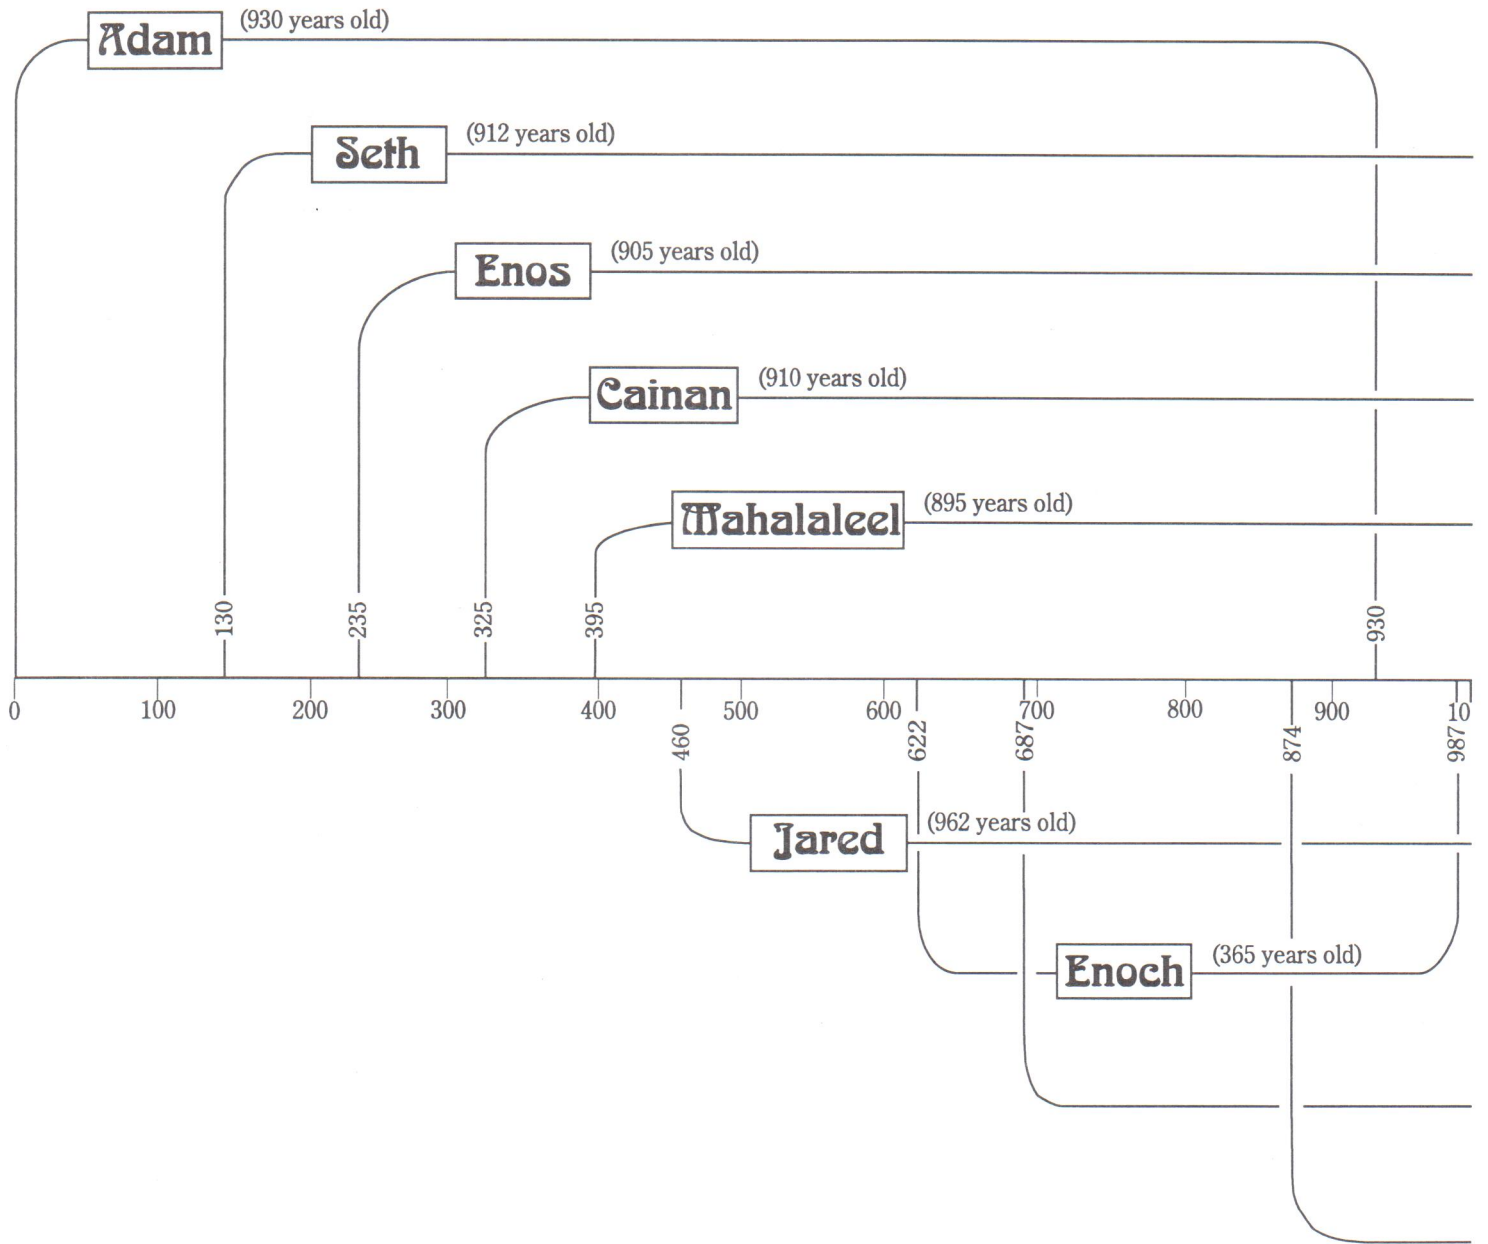 Adam (930 years old)
Seth (912 years old)
Enos (905 years old)
Cainan (910 years old)
Mahalaleel (895 years old)
130 235 325 395 930
0 100 200 300 400 500 600 700 800 900 10
460 622 687 874 987
Jared (962 years old)
Enoch (365 years old)